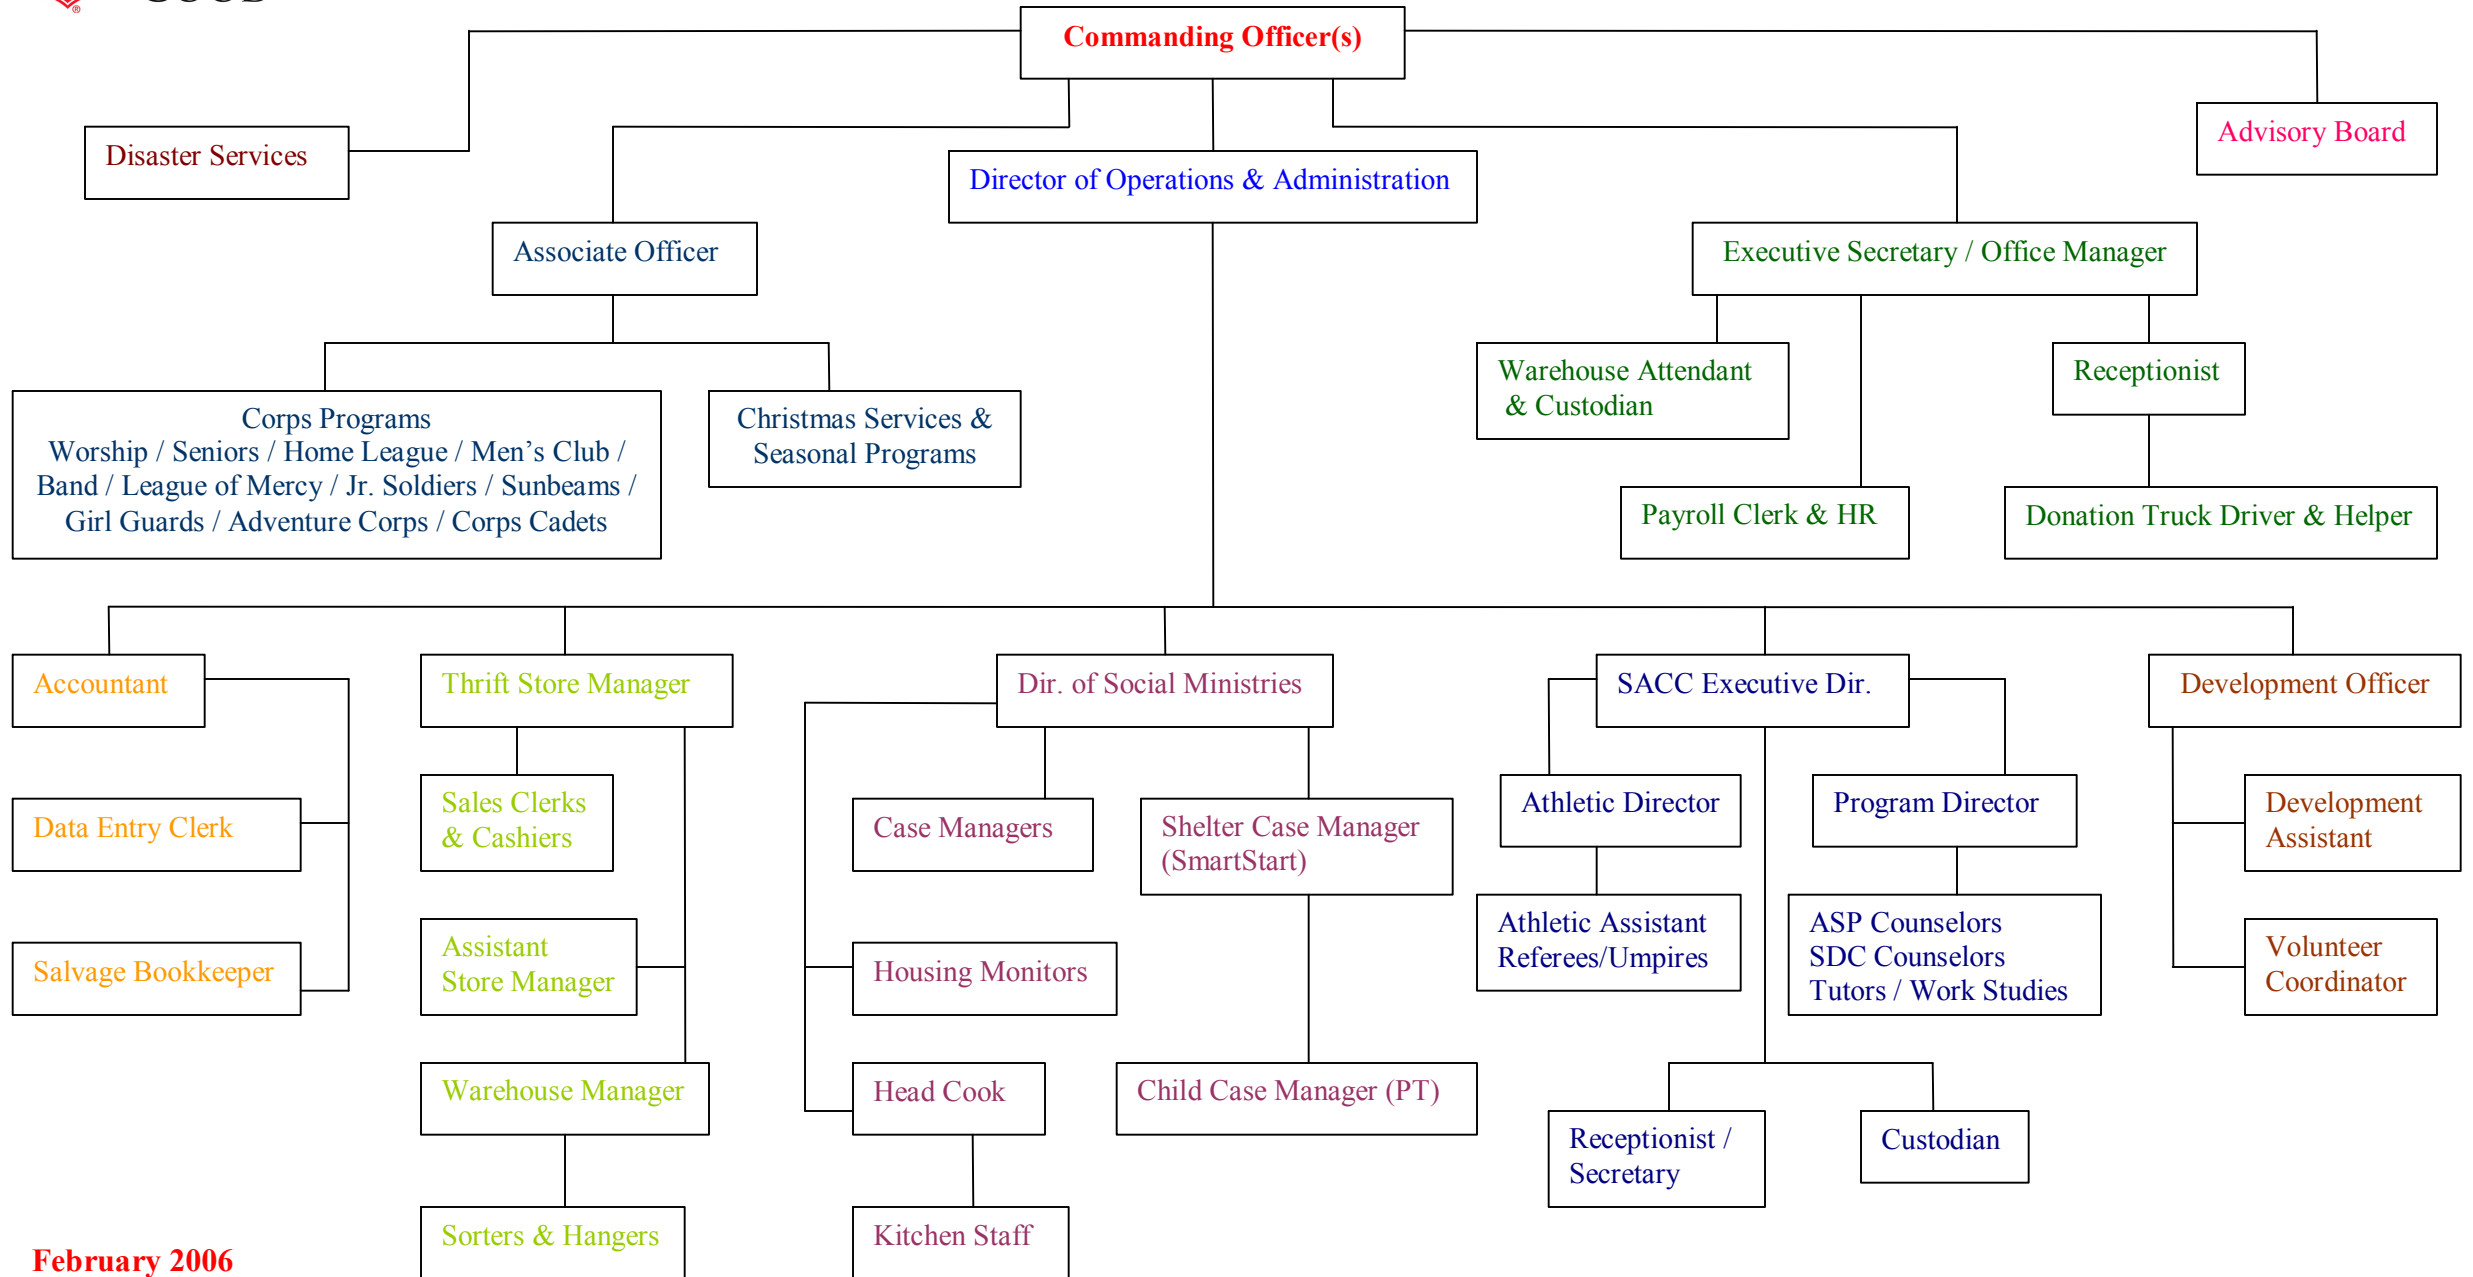 ®
Commanding Officer(s)
Disaster Services
Advisory Board
Director of Operations & Administration
Associate Officer
Executive Secretary / Office Manager
Corps Programs
Worship / Seniors / Home League / Men’s Club /
Band / League of Mercy / Jr. Soldiers / Sunbeams /
Girl Guards / Adventure Corps / Corps Cadets
Christmas Services &
Seasonal Programs
Warehouse Attendant
& Custodian
Receptionist
Payroll Clerk & HR
Donation Truck Driver & Helper
Accountant
Thrift Store Manager
Dir. of Social Ministries
SACC Executive Dir.
Development Officer
Data Entry Clerk
Sales Clerks
& Cashiers
Case Managers
Shelter Case Manager
(SmartStart)
Athletic Director
Program Director
Development
Assistant
Salvage Bookkeeper
Assistant
Store Manager
Housing Monitors
Athletic Assistant
Referees/Umpires
ASP Counselors
SDC Counselors
Tutors / Work Studies
Volunteer
Coordinator
Warehouse Manager
Head Cook
Child Case Manager (PT)
Receptionist /
Secretary
Custodian
Sorters & Hangers
Kitchen Staff
February 2006